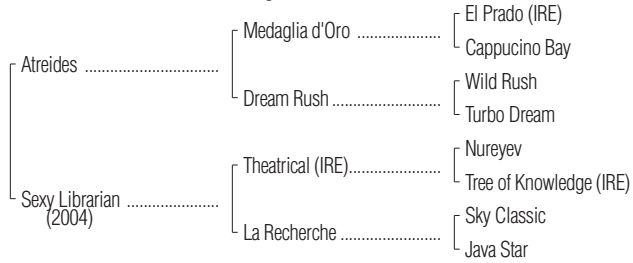 El Prado (IRE)
Medaglia d'Oro ....................
Cappucino Bay
Atreides ................................
Wild Rush
Dream Rush ..........................
Turbo Dream
Nureyev
Theatrical (IRE)......................
Tree of Knowledge (IRE)
Sexy Librarian ......................
(2004)
Sky Classic
La Recherche ........................
Java Star